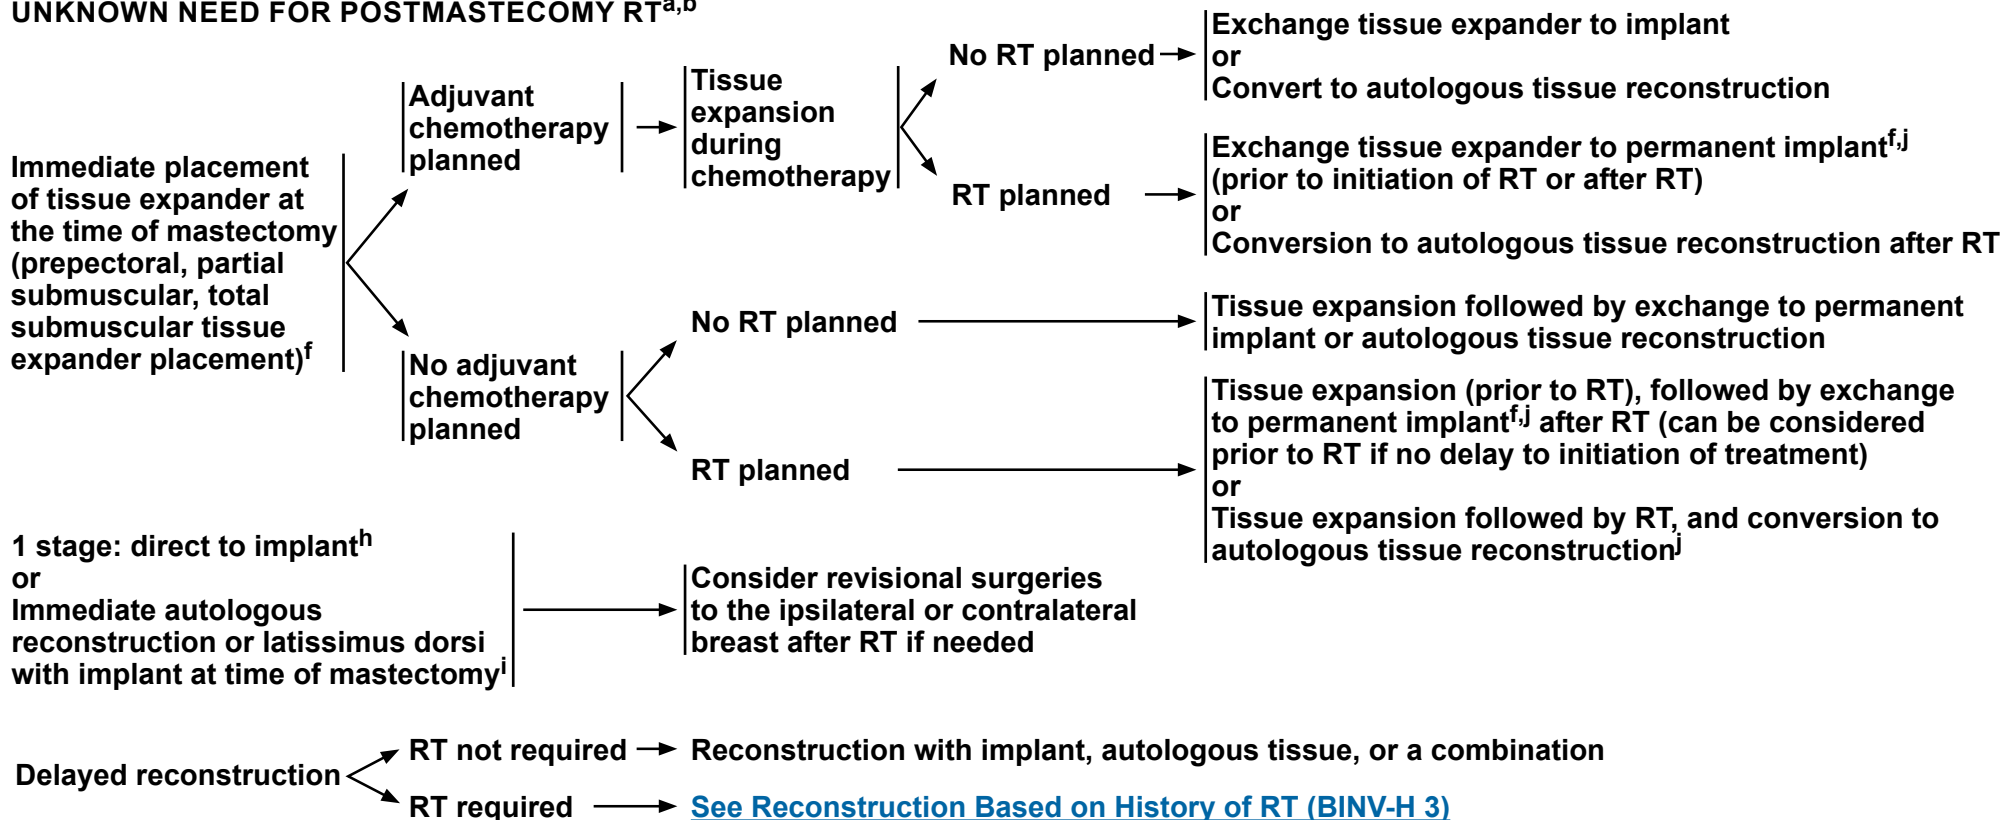 UNKNOWN NEED FOR POSTMASTECOMY RTa,b
Immediate placement
of tissue expander at
the time of mastectomy
(prepectoral, partial
submuscular, total
submuscular tissue
expander placement)f
Adjuvant
chemotherapy
planned
Tissue
expansion
during
chemotherapy
No RT planned
Exchange tissue expander to implant
or
Convert to autologous tissue reconstruction
RT planned
Exchange tissue expander to permanent implantf,j
(prior to initiation of RT or after RT)
or
Conversion to autologous tissue reconstruction after RT
No adjuvant
chemotherapy
planned
No RT planned
Tissue expansion followed by exchange to permanent
implant or autologous tissue reconstruction
RT planned
Tissue expansion (prior to RT), followed by exchange
to permanent implantf,j after RT (can be considered
prior to RT if no delay to initiation of treatment)
or
Tissue expansion followed by RT, and conversion to
autologous tissue reconstructionj
1 stage: direct to implanth
or
Immediate autologous
reconstruction or latissimus dorsi
with implant at time of mastectomyi
Consider revisional surgeries
to the ipsilateral or contralateral
breast after RT if needed
Delayed reconstruction
RT not required
Reconstruction with implant, autologous tissue, or a combination
RT required
See Reconstruction Based on History of RT (BINV-H 3)